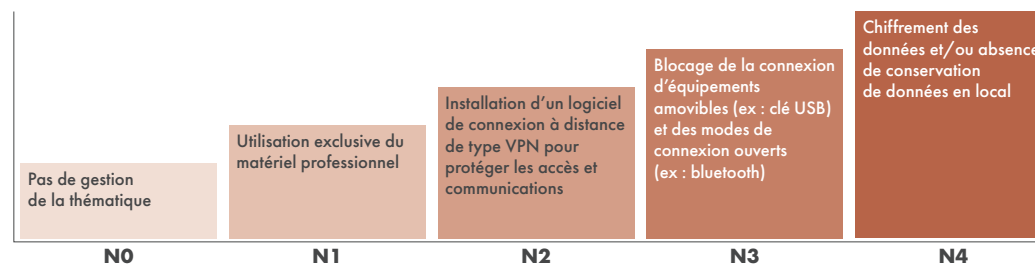 Pas de gestion
de la thématique
Utilisation exclusive du
matériel professionnel
Installation d'un logiciel
de connexion à distance
de type VPN pour
protéger les accès et
communications
Blocage de la connexion
d'équipements
amovibles (ex : clé USB)
et des modes de
connexion ouverts
(ex : bluetooth)
Chiffrement des
données et/ou absence
de conservation
de données en local
N0
N1
N2
N3
N4